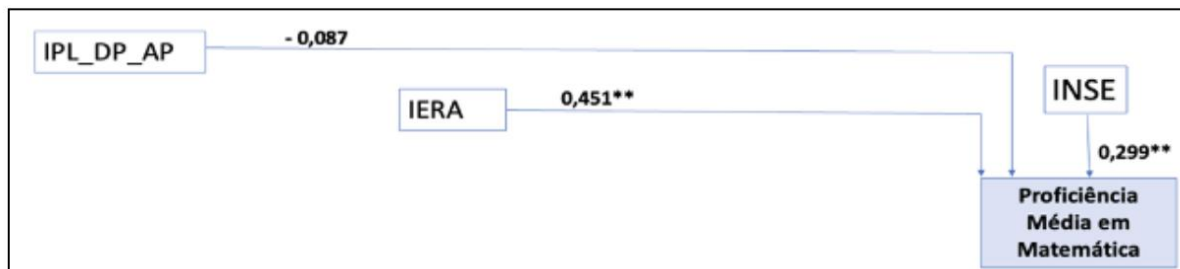 IPL_DP_AP
- 0,087
IERA
0,451**
INSE
0,299**
Proficiência
Média em
Matemática